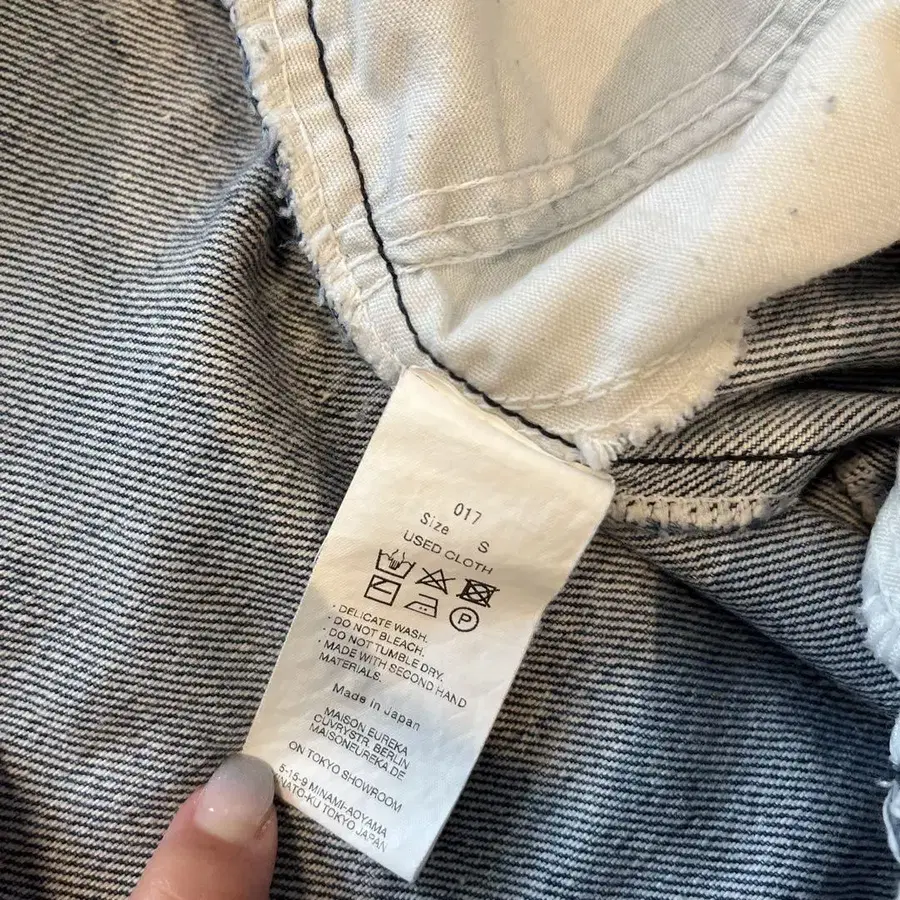 017
Size S
USED CLOTH
P
· DELICATE WASH.
· DO NOT BLEACH.
· DO NOT TUMBLE DRY.
· MADE WITH SECOND HAND
MATERIALS.
Made in Japan
MAISON EUREKA
CUVRYSTR. BERLIN
MAISONEUREKA.DE
ON TOKYO SHOWROOM
5-15-9 MINAMI-AOYAMA
NATO-KU TOKYO JAPAN